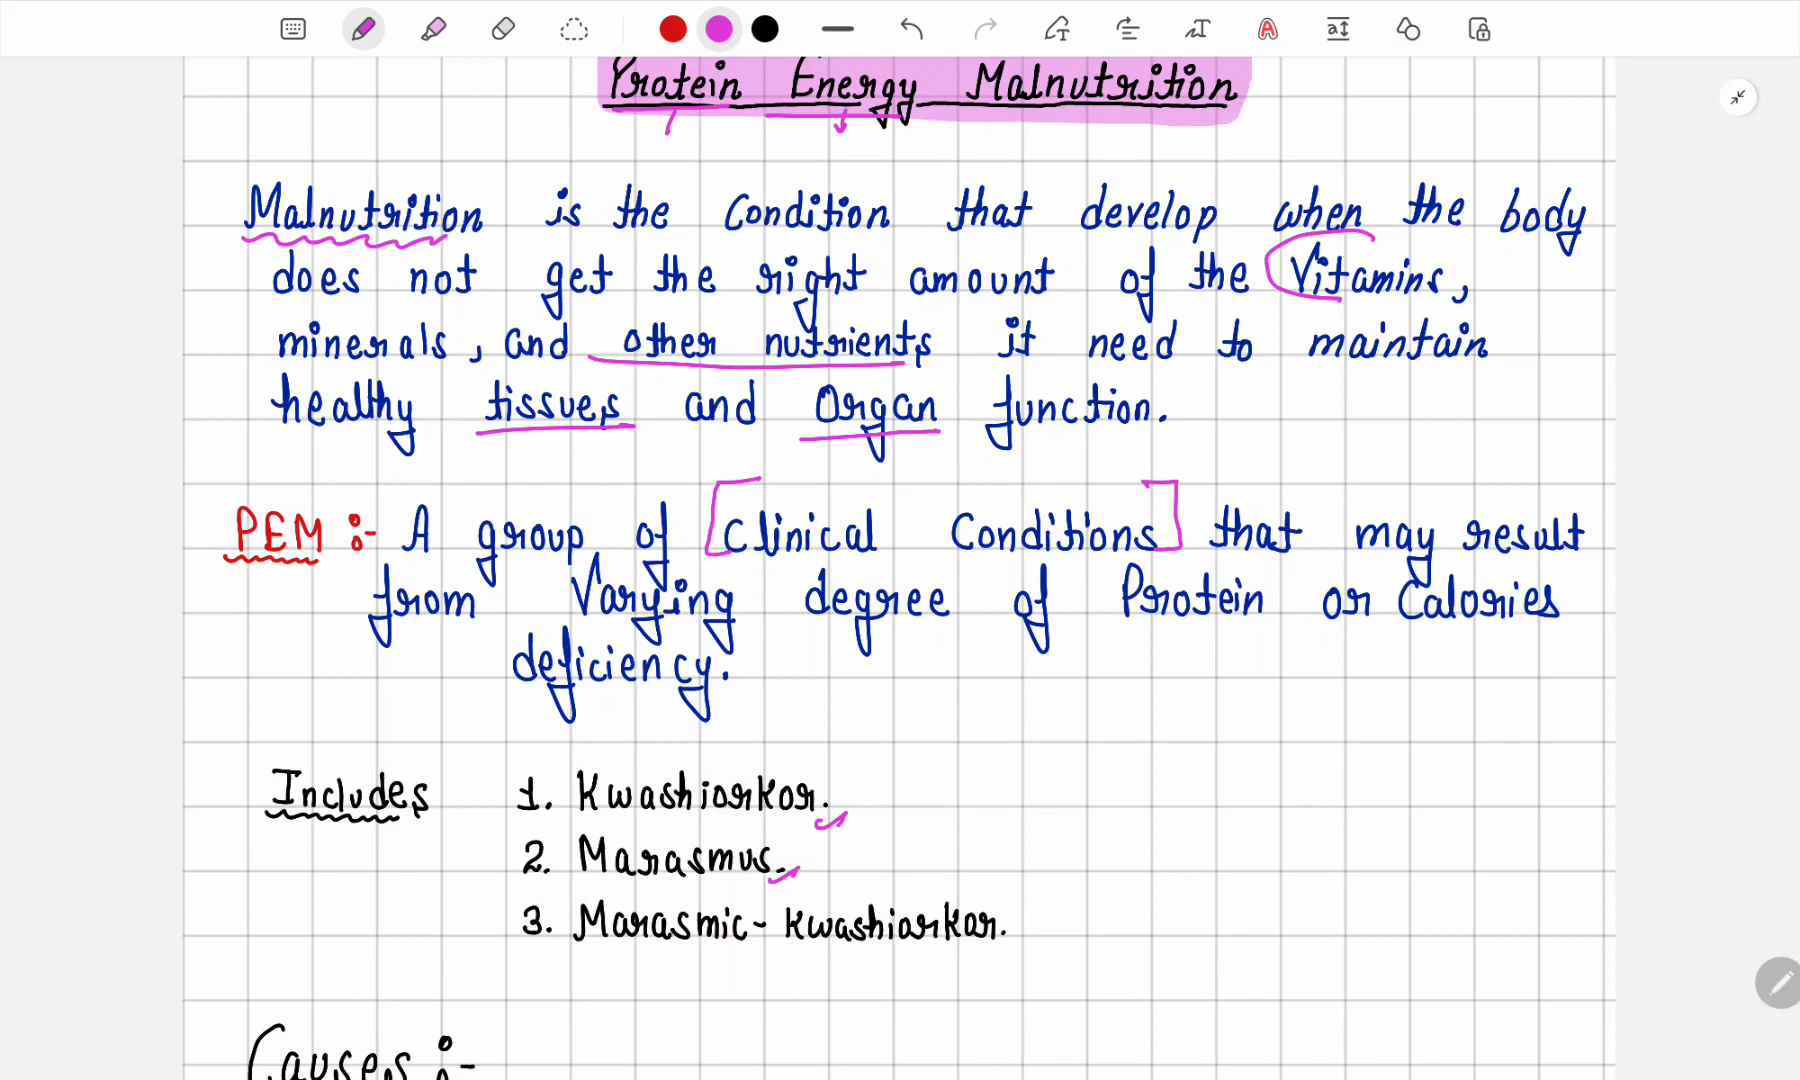 Protein Energy Malnutrition
Malnutrition is the Condition that develop when the body
does not get the right amount of the Vitamins,
minerals, and other nutrients it need to maintain
healthy tissues and Organ function.
PEM :- A group of Clinical Conditions that may result
from Varying degree of Protein or Calories
deficiency.
Includes 1. Kwashiorkor.
2. Marasmus.
3. Marasmic-Kwashiorkor.
Causes :-